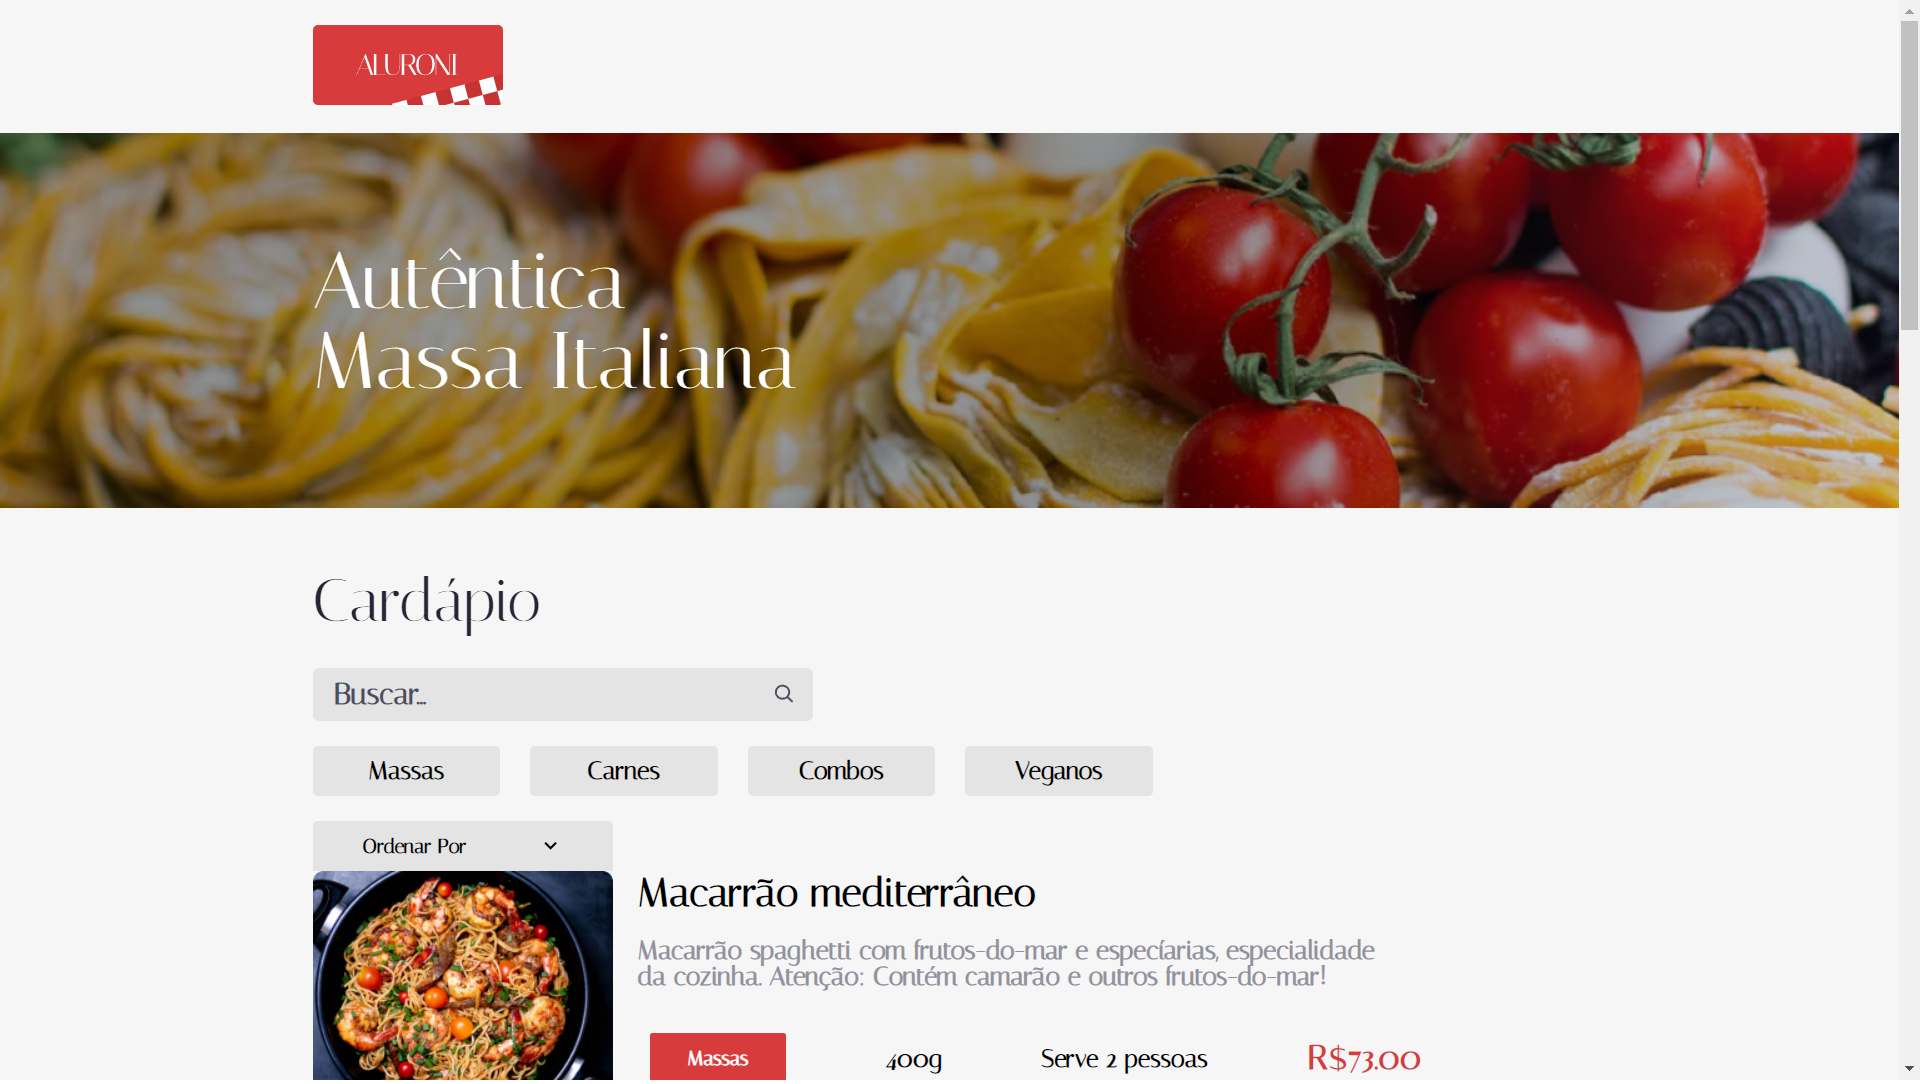 ALURONI
Autêntica
Massa Italiana
Cardápio
Buscar...
Massas
Carnes
Combos
Veganos
Ordenar Por
Macarrão mediterrâneo
Macarrão spaghetti com frutos-do-mar e especíarias, especialidade
da cozinha. Atenção: Contém camarão e outros frutos-do-mar!
Massas
400g
Serve 2 pessoas
R$73.00